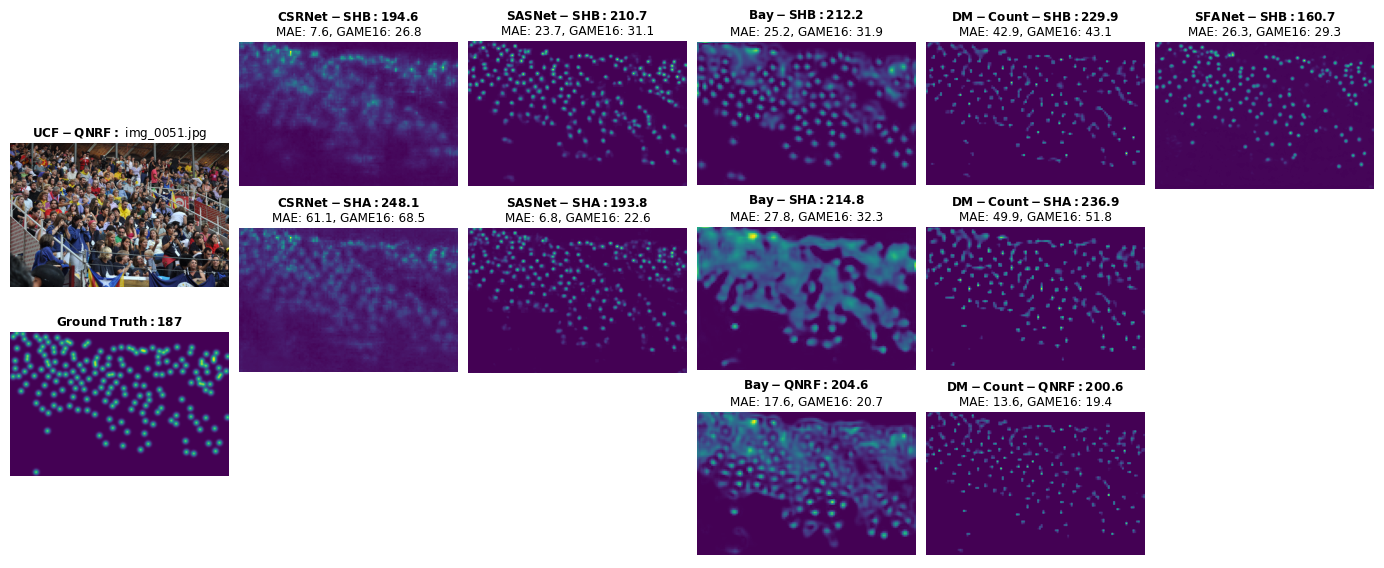 UCF−QNRF: img_0051.jpg
Ground Truth:187
CSRNet−SHB:194.6
MAE: 7.6, GAME16: 26.8
SASNet−SHB:210.7
MAE: 23.7, GAME16: 31.1
Bay−SHB:212.2
MAE: 25.2, GAME16: 31.9
DM−Count−SHB:229.9
MAE: 42.9, GAME16: 43.1
SFANet−SHB:160.7
MAE: 26.3, GAME16: 29.3
CSRNet−SHA:248.1
MAE: 61.1, GAME16: 68.5
SASNet−SHA:193.8
MAE: 6.8, GAME16: 22.6
Bay−SHA:214.8
MAE: 27.8, GAME16: 32.3
DM−Count−SHA:236.9
MAE: 49.9, GAME16: 51.8
Bay−QNRF:204.6
MAE: 17.6, GAME16: 20.7
DM−Count−QNRF:200.6
MAE: 13.6, GAME16: 19.4